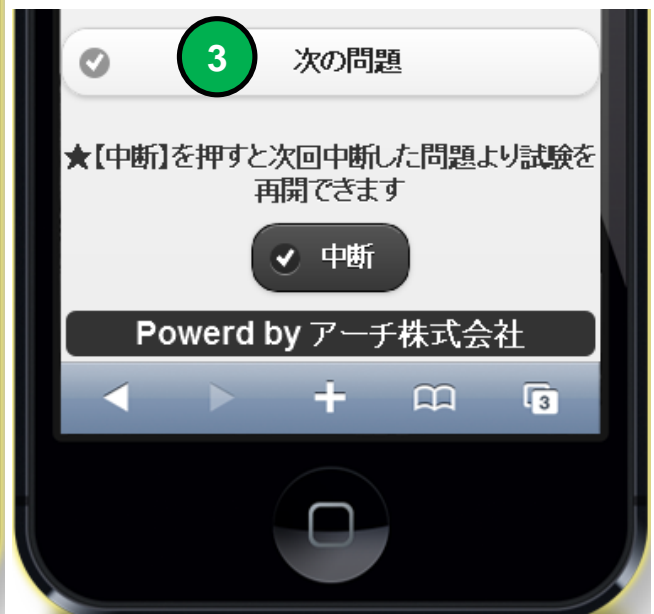 3 次の問題
★【中断】を押すと次回中断した問題より試験を
再開できます
中断
Powerd by アーチ株式会社
3